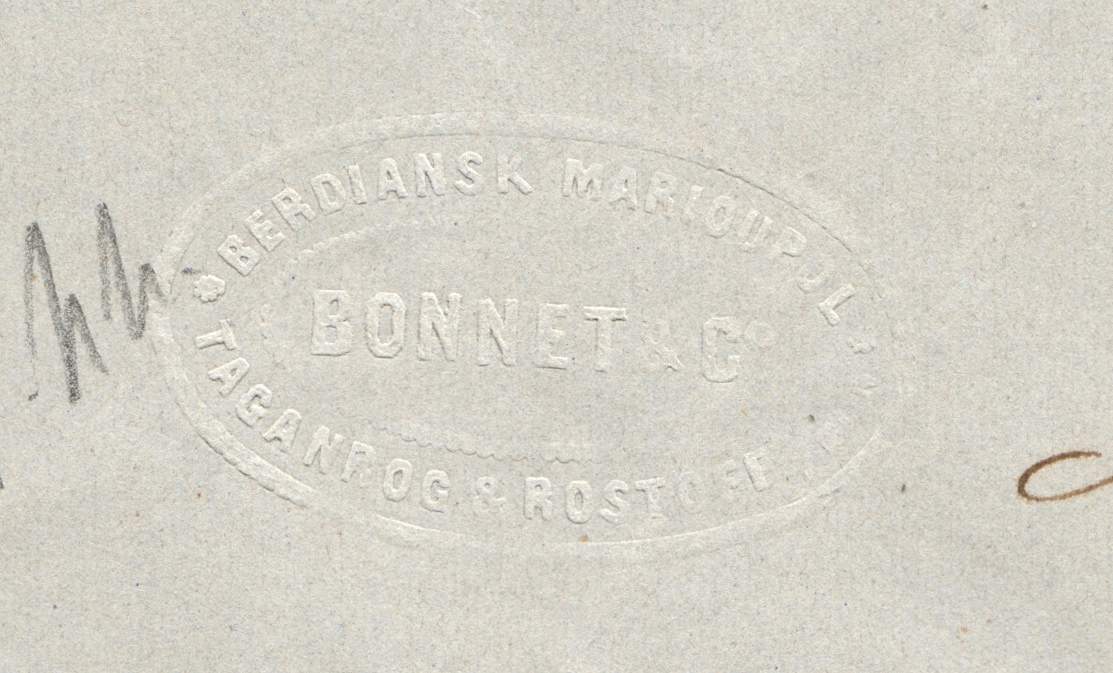 BERDIANSK MARIOUPOL
BONNET & Cº
TAGANROG & ROSTOFF